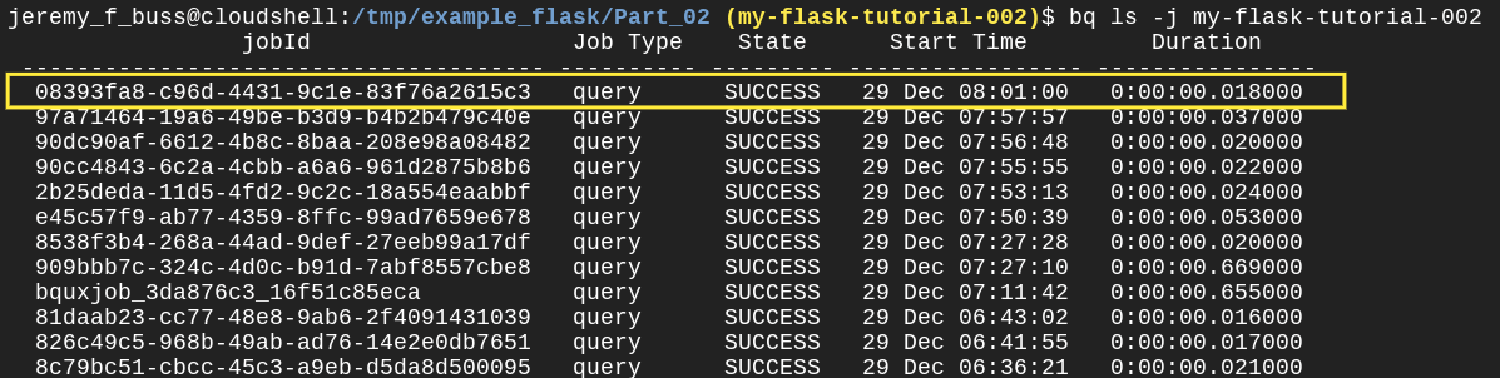 jeremy_f_buss@cloudshell:/tmp/example_flask/Part_02 (my-flask-tutorial-002)$ bq ls -j my-flask-tutorial-002
jobId Job Type State Start Time Duration
-------------------------------------- ---------- --------- ----------------- ----------------
08393fa8-c96d-4431-9c1e-83f76a2615c3 query SUCCESS 29 Dec 08:01:00 0:00:00.018000
97a71464-19a6-49be-b3d9-b4b2b479c40e query SUCCESS 29 Dec 07:57:57 0:00:00.037000
90dc90af-6612-4b8c-8baa-208e98a08482 query SUCCESS 29 Dec 07:56:48 0:00:00.020000
90cc4843-6c2a-4cbb-a6a6-961d2875b8b6 query SUCCESS 29 Dec 07:55:55 0:00:00.022000
2b25deda-11d5-4fd2-9c2c-18a554eaabbf query SUCCESS 29 Dec 07:53:13 0:00:00.024000
e45c57f9-ab77-4359-8ffc-99ad7659e678 query SUCCESS 29 Dec 07:50:39 0:00:00.053000
8538f3b4-268a-44ad-9def-27eeb99a17df query SUCCESS 29 Dec 07:27:28 0:00:00.020000
909bbb7c-324c-4d0c-b91d-7abf8557cbe8 query SUCCESS 29 Dec 07:27:10 0:00:00.669000
bquxjob_3da876c3_16f51c85eca query SUCCESS 29 Dec 07:11:42 0:00:00.655000
81daab23-cc77-48e8-9ab6-2f4091431039 query SUCCESS 29 Dec 06:43:02 0:00:00.016000
826c49c5-968b-49ab-ad76-14e2e0db7651 query SUCCESS 29 Dec 06:41:55 0:00:00.017000
8c79bc51-cbcc-45c3-a9eb-d5da8d500095 query SUCCESS 29 Dec 06:36:21 0:00:00.021000